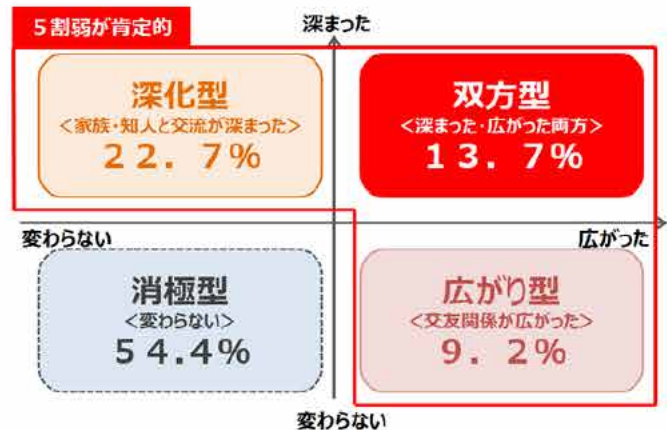 5割弱が肯定的
深まった
深化型
＜家族・知人と交流が深まった＞
22．7%
双方型
＜深まった・広がった両方＞
13．7%
変わらない
広がった
消極型
＜変わらない＞
54.4%
広がり型
＜交友関係が広がった＞
9．2%
変わらない